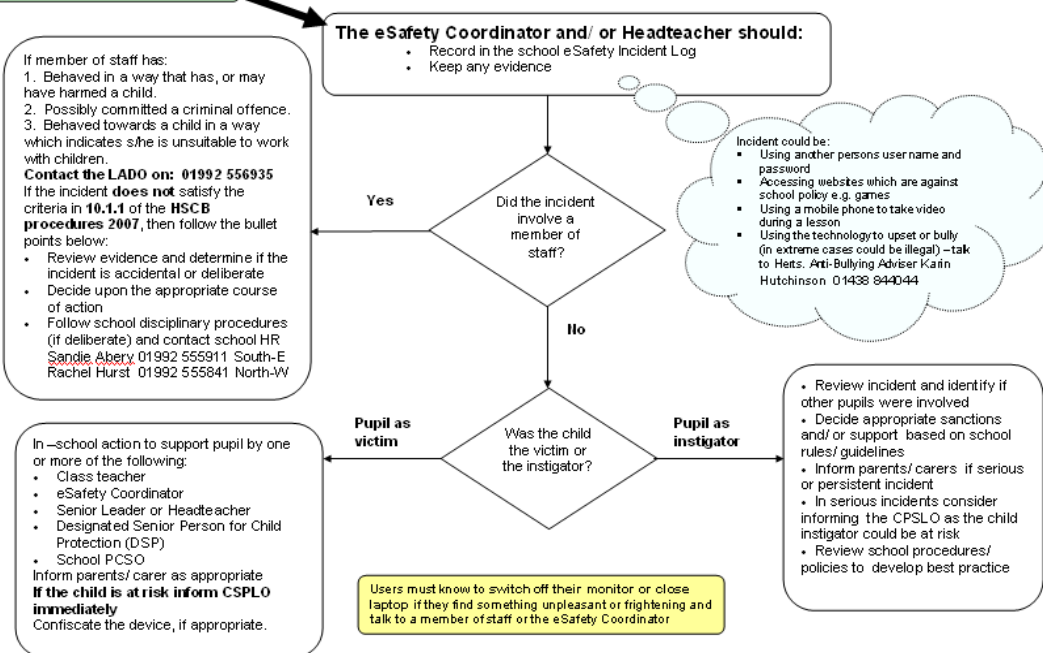 The eSafety Coordinator and/ or Headteacher should:
• Record in the school eSafety Incident Log
• Keep any evidence
If member of staff has:
1. Behaved in a way that has, or may
have harmed a child.
2. Possibly committed a criminal offence.
3. Behaved towards a child in a way
which indicates s/he is unsuitable to work
with children.
Contact the LADO on: 01992 556935
If the incident does not satisfy the
criteria in 10.1.1 of the HSCB
procedures 2007, then follow the bullet
points below:
• Review evidence and determine if the
incident is accidental or deliberate
• Decide upon the appropriate course
of action
• Follow school disciplinary procedures
(if deliberate) and contact school HR
Sandie Abery 01992 555911 South-E
Rachel Hurst 01992 555841 North-W
Yes
Did the incident
involve a
member of
staff?
Incident could be:
▪ Using another persons user name and
password
▪ Accessing websites which are against
school policy e.g. games
▪ Using a mobile phone to take video
during a lesson
▪ Using the technology to upset or bully
(in extreme cases could be illegal) – talk
to Herts. Anti-Bullying Adviser Karin
Hutchinson 01438 844044
No
Pupil as
victim
Was the child
the victim or
the instigator?
Pupil as
instigator
In –school action to support pupil by one
or more of the following:
• Class teacher
• eSafety Coordinator
• Senior Leader or Headteacher
• Designated Senior Person for Child
Protection (DSP)
• School PCSO
Inform parents/ carer as appropriate
If the child is at risk inform CSPLO
immediately
Confiscate the device, if appropriate.
• Review incident and identify if
other pupils were involved
• Decide appropriate sanctions
and/ or support based on school
rules/ guidelines
• Inform parents/ carers if serious
or persistent incident
• In serious incidents consider
informing the CPSLO as the child
instigator could be at risk
• Review school procedures/
policies to develop best practice
Users must know to switch off their monitor or close
laptop if they find something unpleasant or frightening and
talk to a member of staff or the eSafety Coordinator